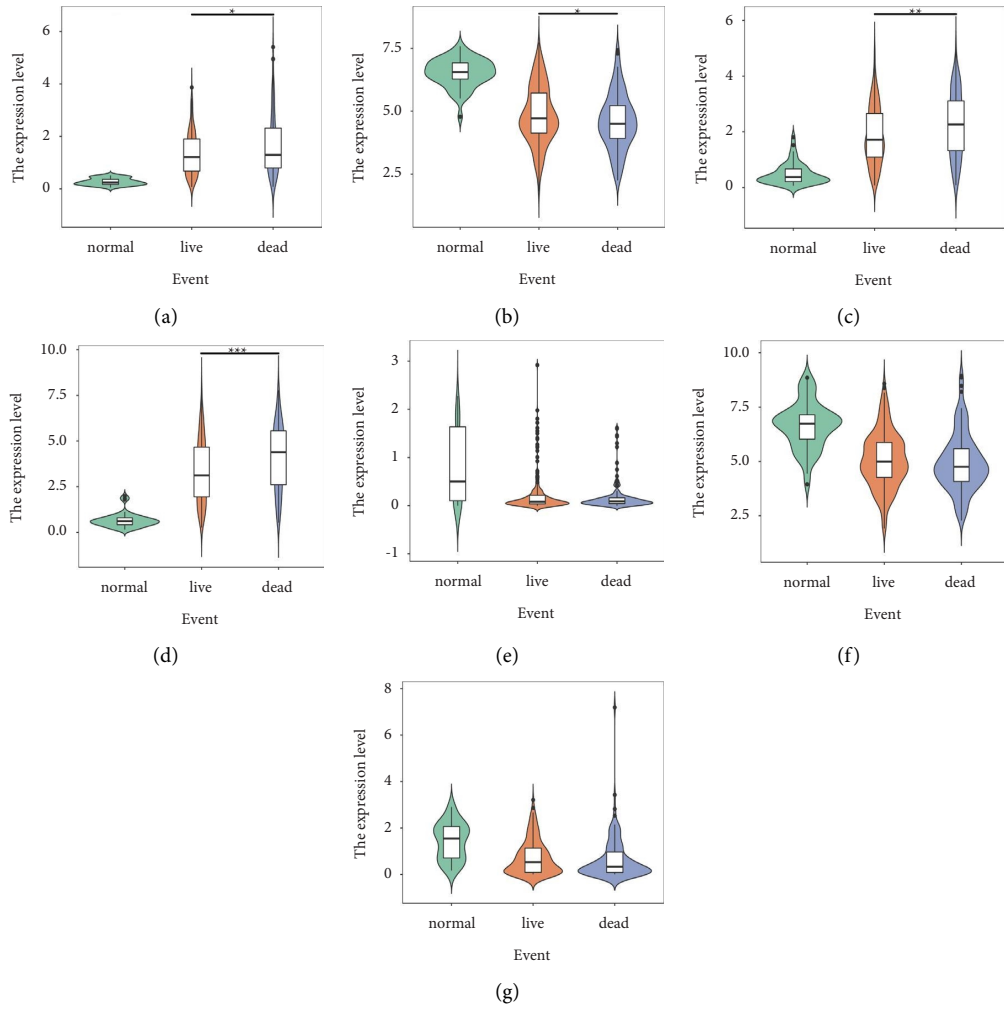 The expression level
6
4
2
0
*
normal live dead
Event
(a)
The expression level
7.5
5.0
2.5
*
normal live dead
Event
(b)
The expression level
6
4
2
0
**
normal live dead
Event
(c)
The expression level
10.0
7.5
5.0
2.5
0.0
***
normal live dead
Event
(d)
The expression level
3
2
1
0
-1
normal live dead
Event
(e)
The expression level
10.0
7.5
5.0
2.5
normal live dead
Event
(f)
The expression level
8
6
4
2
0
normal live dead
Event
(g)